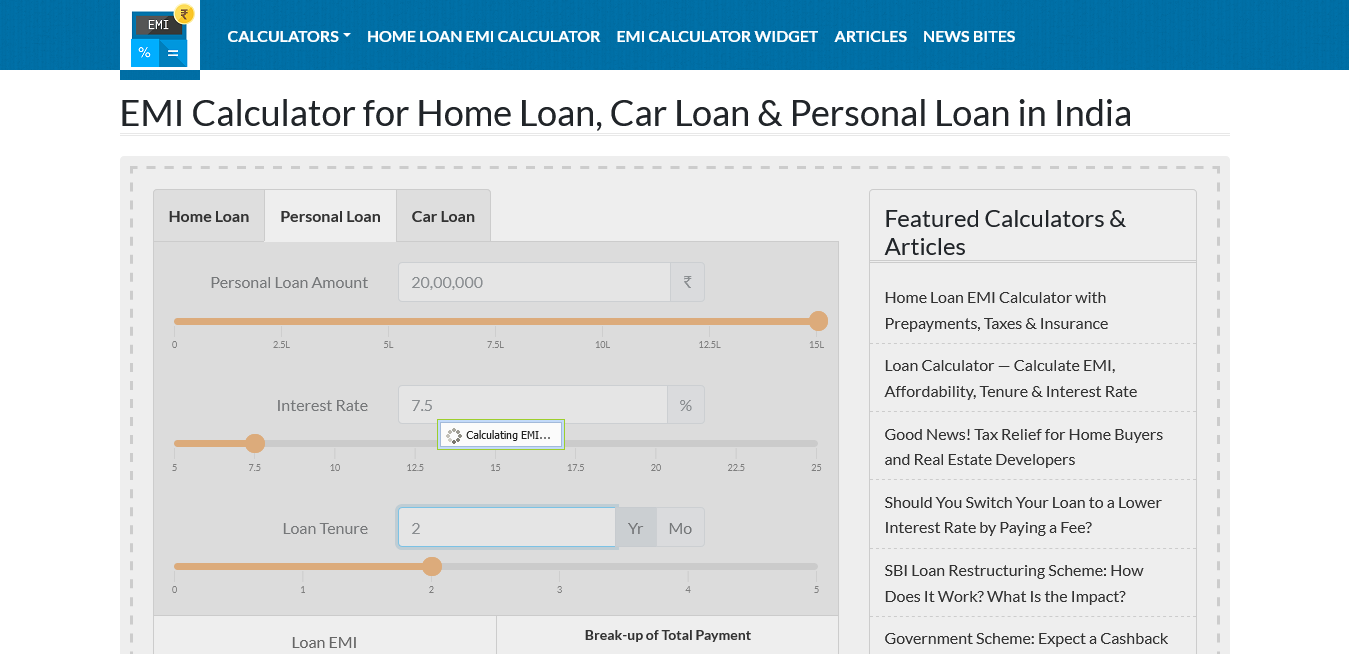 EMI
₹
%
=
CALCULATORS
HOME LOAN EMI CALCULATOR
EMI CALCULATOR WIDGET
ARTICLES
NEWS BITES
EMI Calculator for Home Loan, Car Loan & Personal Loan in India
Home Loan
Personal Loan
Car Loan
Personal Loan Amount
20,00,000
₹
0
2.5L
5L
7.5L
10L
12.5L
15L
Interest Rate
7.5
%
Calculating EMI...
5
7.5
10
12.5
15
17.5
20
22.5
25
Loan Tenure
2
Yr
Mo
0
1
2
3
4
5
Loan EMI
Break-up of Total Payment
Featured Calculators &
Articles
Home Loan EMI Calculator with
Prepayments, Taxes & Insurance
Loan Calculator — Calculate EMI,
Affordability, Tenure & Interest Rate
Good News! Tax Relief for Home Buyers
and Real Estate Developers
Should You Switch Your Loan to a Lower
Interest Rate by Paying a Fee?
SBI Loan Restructuring Scheme: How
Does It Work? What Is the Impact?
Government Scheme: Expect a Cashback